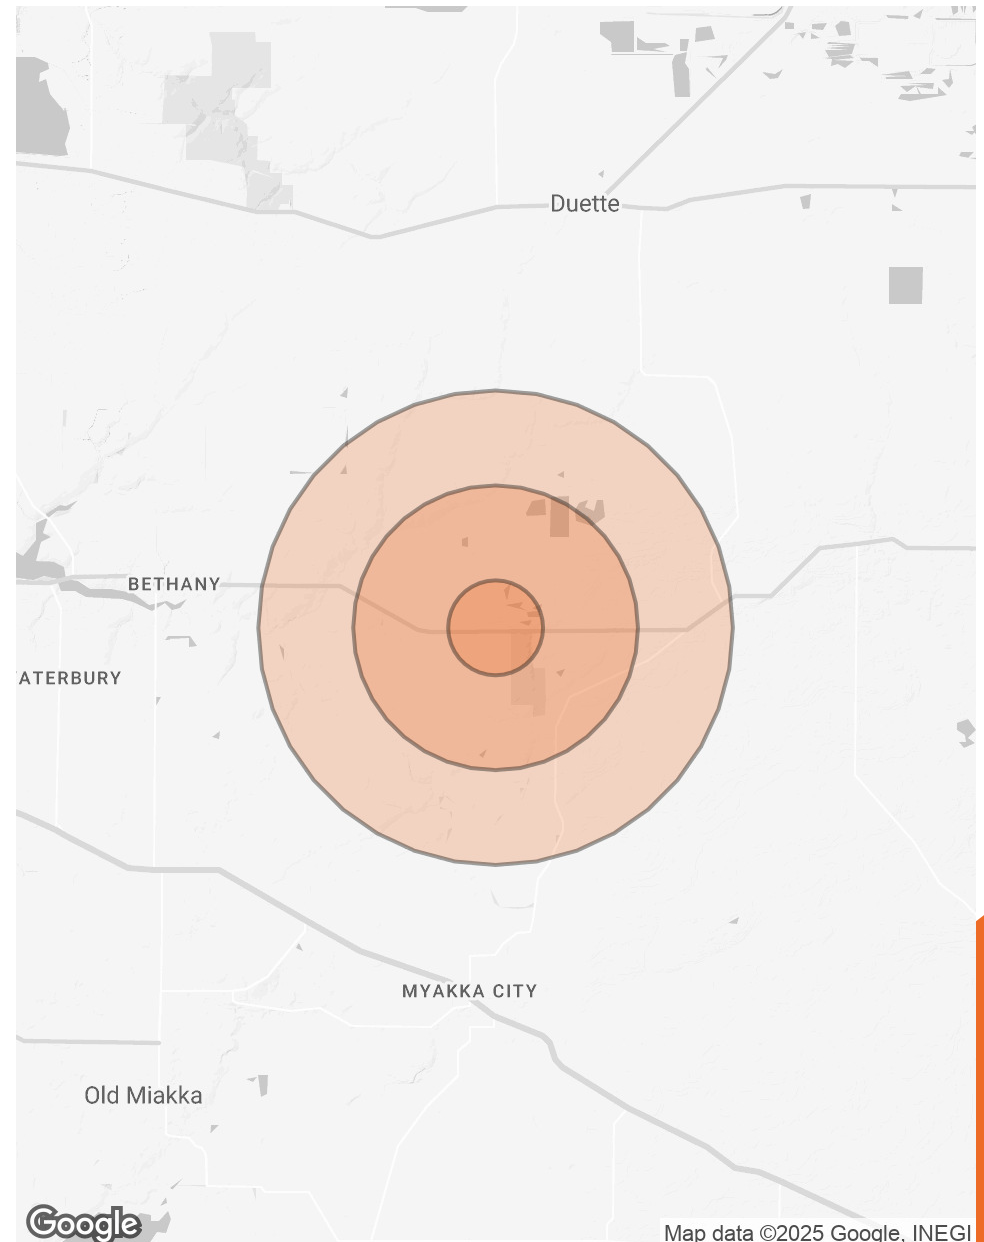 Duette
BETHANY
ATERBURY
MYAKKA CITY
Old Miakka
Google
Map data ©2025 Google, INEGI